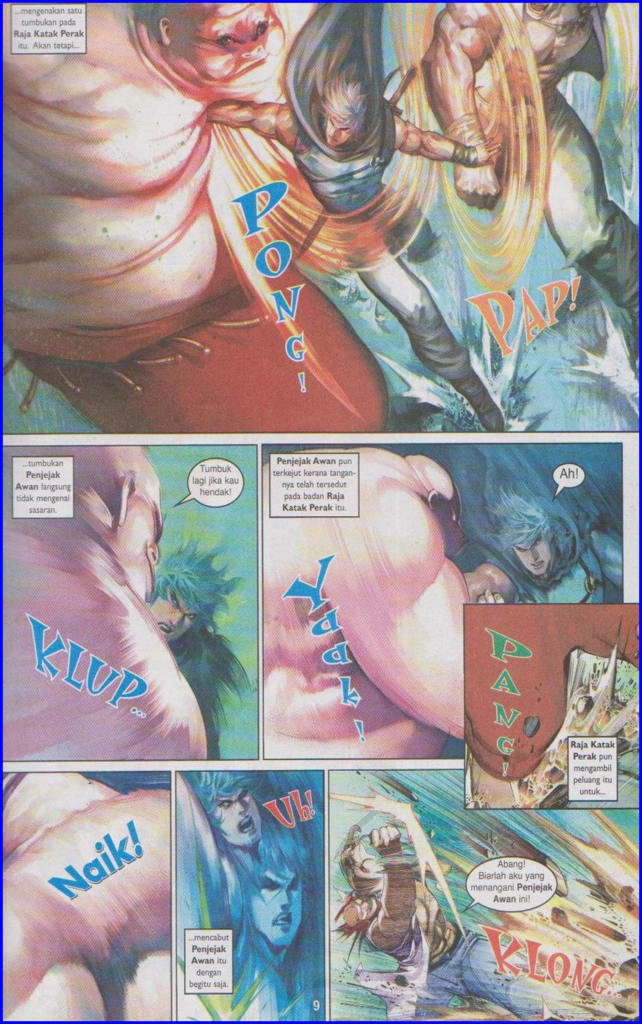 ...mengenakan satu
tumbukan pada
Raja Katak Perak
itu. Akan tetapi...
PONG!
PAP!
...tumbukan
Penjejak
Awan langsung
tidak mengenai
sasaran.
Tumbuk
lagi jika kau
hendak!
KLUP...
Penjejak Awan pun
terkejut kerana tangan-
nya telah tersedut
pada badan Raja
Katak Perak itu.
Ah!
Yaaak!
PANG!
Raja Katak
Perak pun
mengambil
peluang itu
untuk...
Naik!
Uh!
...mencabut
Penjejak
Awan itu
dengan
begitu saja.
Abang!
Biarlah aku yang
menangani Penjejak
Awan ini!
KLONG...
9